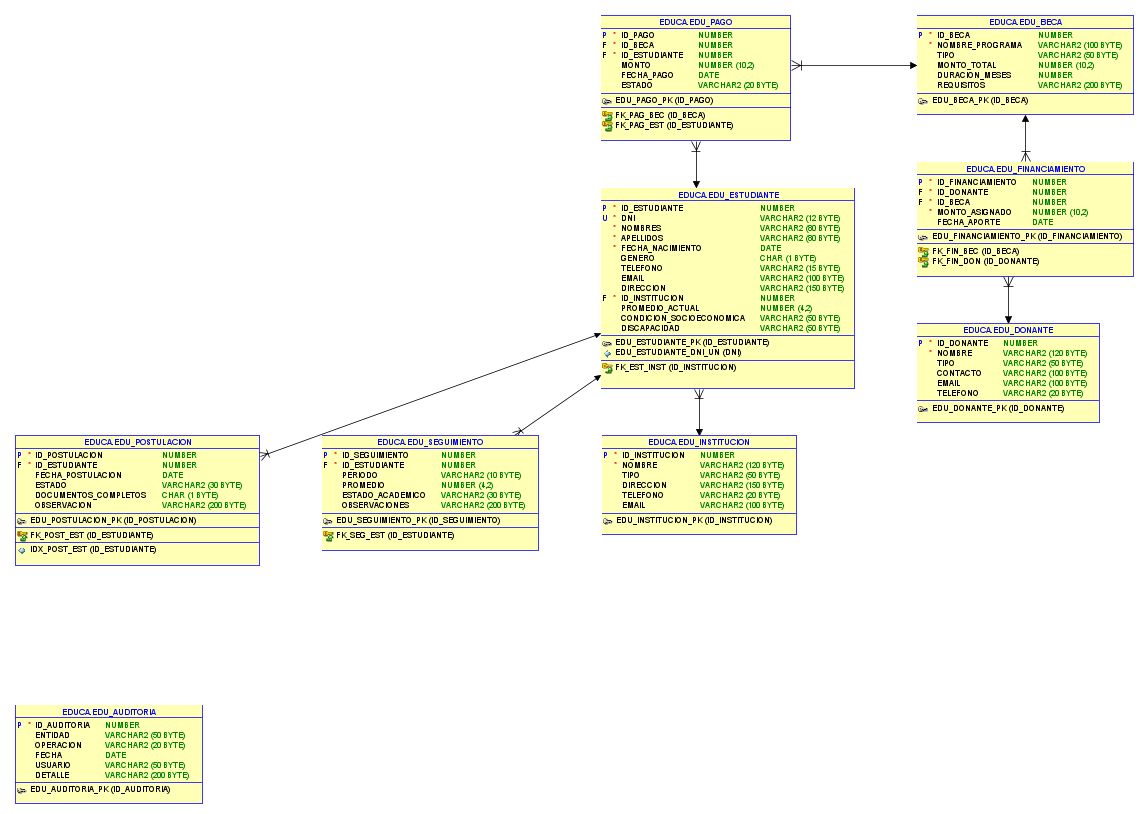 EDUCA.EDU_PAGO
P * ID_PAGO NUMBER
F * ID_BECA NUMBER
F * ID_ESTUDIANTE NUMBER
MONTO NUMBER (10,2)
FECHA_PAGO DATE
ESTADO VARCHAR2 (20 BYTE)
EDU_PAGO_PK (ID_PAGO)
FK_PAG_BEC (ID_BECA)
FK_PAG_EST (ID_ESTUDIANTE)
EDUCA.EDU_BECA
P * ID_BECA NUMBER
* NOMBRE_PROGRAMA VARCHAR2 (100 BYTE)
TIPO VARCHAR2 (50 BYTE)
MONTO_TOTAL NUMBER (10,2)
DURACION_MESES NUMBER
REQUISITOS VARCHAR2 (200 BYTE)
EDU_BECA_PK (ID_BECA)
EDUCA.EDU_FINANCIAMIENTO
P * ID_FINANCIAMIENTO NUMBER
F * ID_DONANTE NUMBER
F * ID_BECA NUMBER
* MONTO_ASIGNADO NUMBER (10,2)
FECHA_APORTE DATE
EDU_FINANCIAMIENTO_PK (ID_FINANCIAMIENTO)
FK_FIN_BEC (ID_BECA)
FK_FIN_DON (ID_DONANTE)
EDUCA.EDU_ESTUDIANTE
P * ID_ESTUDIANTE NUMBER
U * DNI VARCHAR2 (12 BYTE)
* NOMBRES VARCHAR2 (80 BYTE)
* APELLIDOS VARCHAR2 (80 BYTE)
* FECHA_NACIMIENTO DATE
GENERO CHAR (1 BYTE)
TELEFONO VARCHAR2 (15 BYTE)
EMAIL VARCHAR2 (100 BYTE)
DIRECCION VARCHAR2 (150 BYTE)
F * ID_INSTITUCION NUMBER
PROMEDIO_ACTUAL NUMBER (4,2)
CONDICION_SOCIOECONOMICA VARCHAR2 (50 BYTE)
DISCAPACIDAD VARCHAR2 (50 BYTE)
EDU_ESTUDIANTE_PK (ID_ESTUDIANTE)
EDU_ESTUDIANTE_DNI_UN (DNI)
FK_EST_INST (ID_INSTITUCION)
EDUCA.EDU_DONANTE
P * ID_DONANTE NUMBER
* NOMBRE VARCHAR2 (120 BYTE)
TIPO VARCHAR2 (50 BYTE)
CONTACTO VARCHAR2 (100 BYTE)
EMAIL VARCHAR2 (100 BYTE)
TELEFONO VARCHAR2 (20 BYTE)
EDU_DONANTE_PK (ID_DONANTE)
EDUCA.EDU_POSTULACION
P * ID_POSTULACION NUMBER
F * ID_ESTUDIANTE NUMBER
FECHA_POSTULACION DATE
ESTADO VARCHAR2 (30 BYTE)
DOCUMENTOS_COMPLETOS CHAR (1 BYTE)
OBSERVACION VARCHAR2 (200 BYTE)
EDU_POSTULACION_PK (ID_POSTULACION)
FK_POST_EST (ID_ESTUDIANTE)
IDX_POST_EST (ID_ESTUDIANTE)
EDUCA.EDU_SEGUIMIENTO
P * ID_SEGUIMIENTO NUMBER
F * ID_ESTUDIANTE NUMBER
PERIODO VARCHAR2 (10 BYTE)
PROMEDIO NUMBER (4,2)
ESTADO_ACADEMICO VARCHAR2 (30 BYTE)
OBSERVACIONES VARCHAR2 (200 BYTE)
EDU_SEGUIMIENTO_PK (ID_SEGUIMIENTO)
FK_SEG_EST (ID_ESTUDIANTE)
EDUCA.EDU_INSTITUCION
P * ID_INSTITUCION NUMBER
* NOMBRE VARCHAR2 (120 BYTE)
TIPO VARCHAR2 (50 BYTE)
DIRECCION VARCHAR2 (150 BYTE)
TELEFONO VARCHAR2 (20 BYTE)
EMAIL VARCHAR2 (100 BYTE)
EDU_INSTITUCION_PK (ID_INSTITUCION)
EDUCA.EDU_AUDITORIA
P * ID_AUDITORIA NUMBER
ENTIDAD VARCHAR2 (50 BYTE)
OPERACION VARCHAR2 (20 BYTE)
FECHA DATE
USUARIO VARCHAR2 (50 BYTE)
DETALLE VARCHAR2 (200 BYTE)
EDU_AUDITORIA_PK (ID_AUDITORIA)